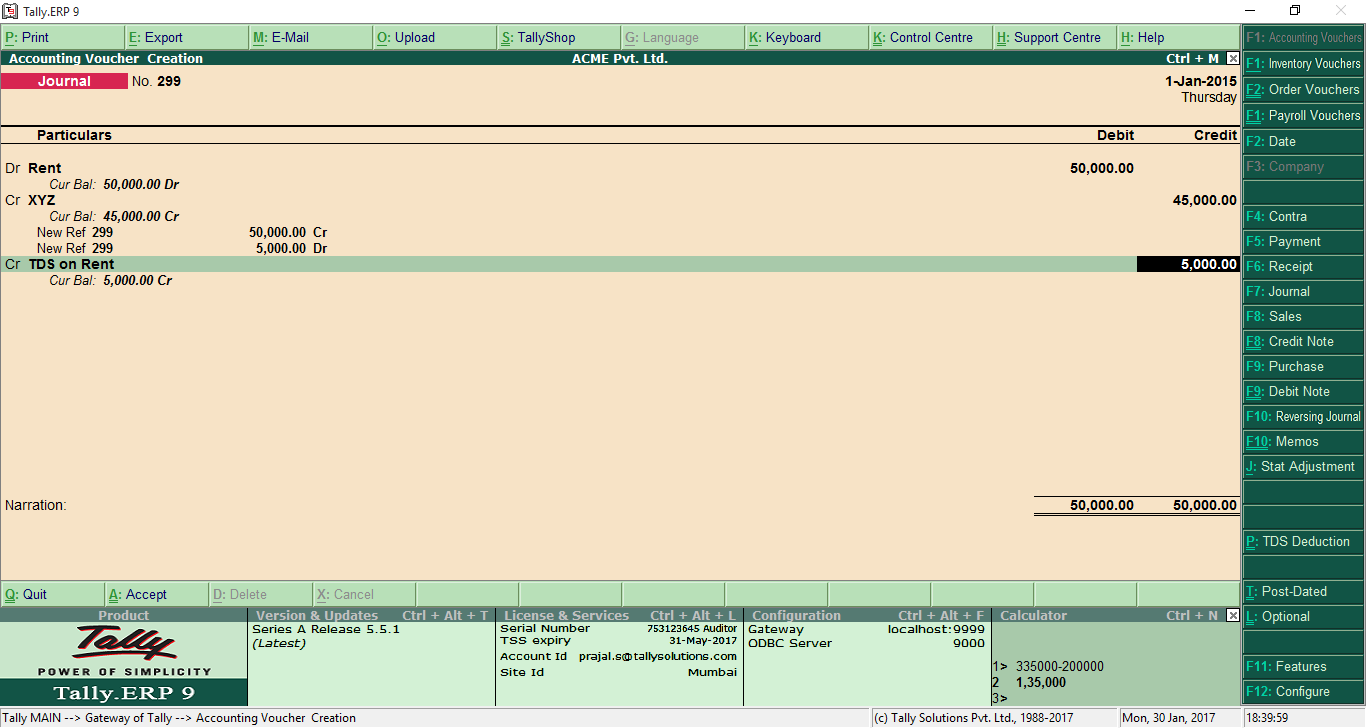 Tally.ERP 9
P: Print E: Export M: E-Mail O: Upload S: TallyShop G: Language K: Keyboard K: Control Centre H: Support Centre H: Help
Accounting Voucher Creation ACME Pvt. Ltd. Ctrl + M
Journal No. 299 1-Jan-2015
Thursday
Particulars Debit Credit
Dr Rent 50,000.00
Cur Bal: 50,000.00 Dr
Cr XYZ 45,000.00
Cur Bal: 45,000.00 Cr
New Ref 299 50,000.00 Cr
New Ref 299 5,000.00 Dr
Cr TDS on Rent 5,000.00
Cur Bal: 5,000.00 Cr
Narration: 50,000.00 50,000.00
F1: Accounting Vouchers
F1: Inventory Vouchers
F2: Order Vouchers
F1: Payroll Vouchers
F2: Date
F3: Company
F4: Contra
F5: Payment
F6: Receipt
F7: Journal
F8: Sales
F8: Credit Note
F9: Purchase
F9: Debit Note
F10: Reversing Journal
F10: Memos
J: Stat Adjustment
P: TDS Deduction
T: Post-Dated
L: Optional
F11: Features
F12: Configure
Q: Quit A: Accept D: Delete X: Cancel
Product
Tally
POWER OF SIMPLICITY
Tally.ERP 9
Version & Updates Ctrl + Alt + T
Series A Release 5.5.1
(Latest)
License & Services Ctrl + Alt + L
Serial Number 753123645 Auditor
TSS expiry 31-May-2017
Account Id prajal.s@tallysolutions.com
Site Id Mumbai
Configuration Ctrl + Alt + F
Gateway localhost:9999
ODBC Server 9000
Calculator Ctrl + N
1> 335000-200000
2 1,35,000
3>
Tally MAIN --> Gateway of Tally --> Accounting Voucher Creation (c) Tally Solutions Pvt. Ltd., 1988-2017 Mon, 30 Jan, 2017 18:39:59